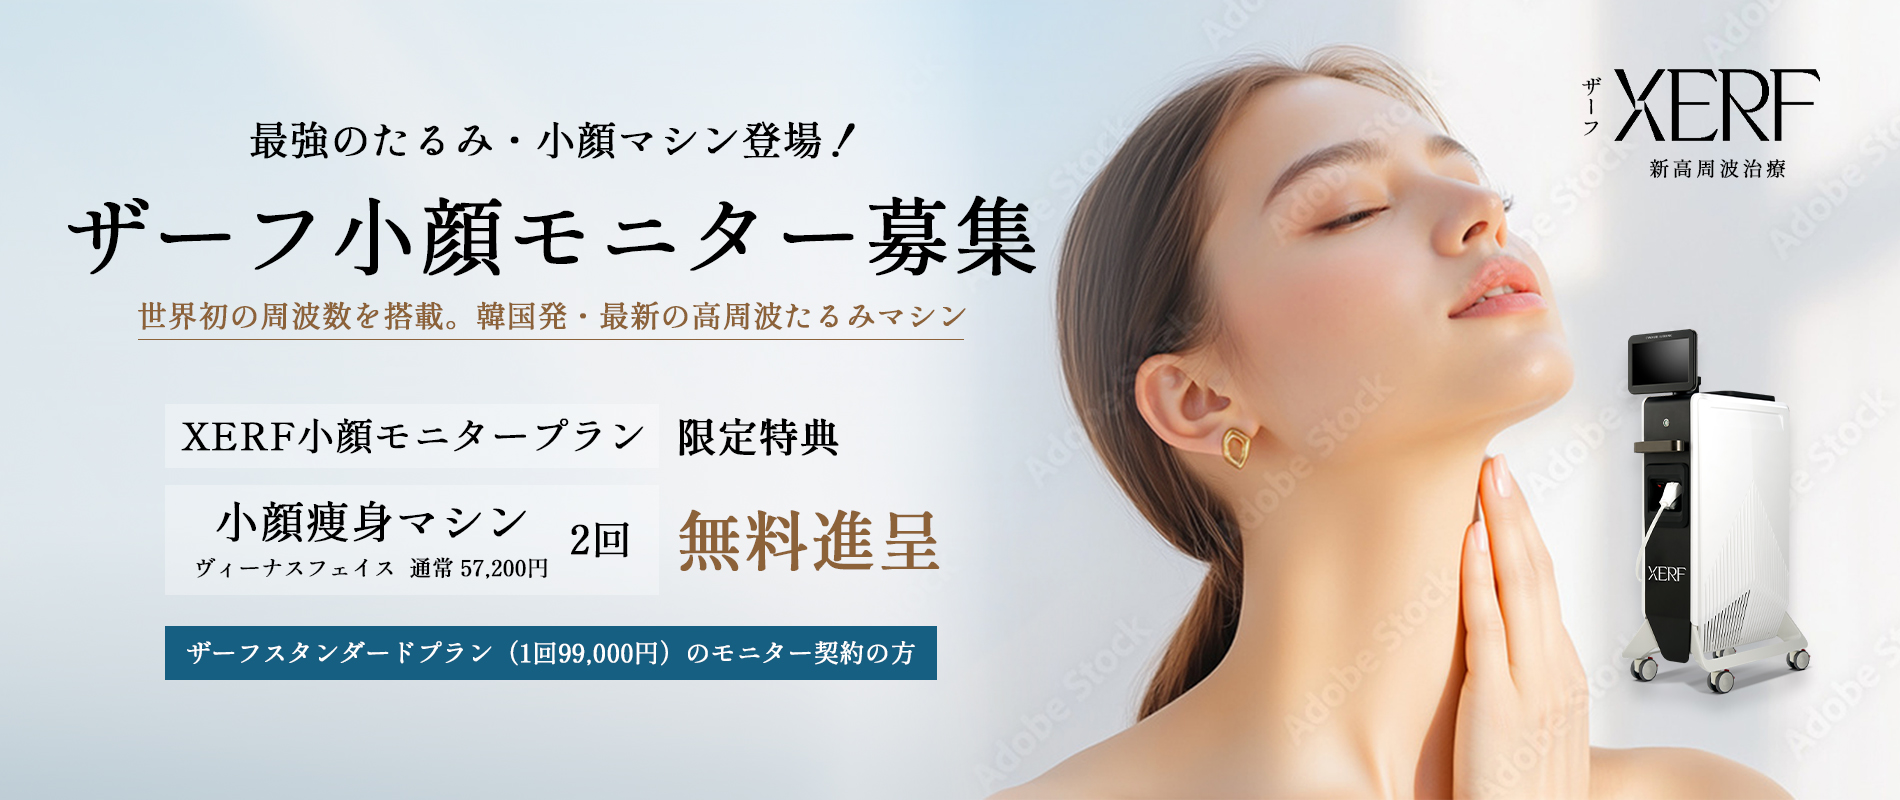 最強のたるみ・小顔マシン登場！
ザーフ小顔モニター募集
世界初の周波数を搭載。韓国発・最新の高周波たるみマシン
XERF小顔モニタープラン 限定特典
小顔痩身マシン 2回 無料進呈
ヴィーナスフェイス 通常 57,200円
ザーフスタンダードプラン（1回99,000円）のモニター契約の方
ザーフ
XERF
新高周波治療
XERF
Adobe Stock